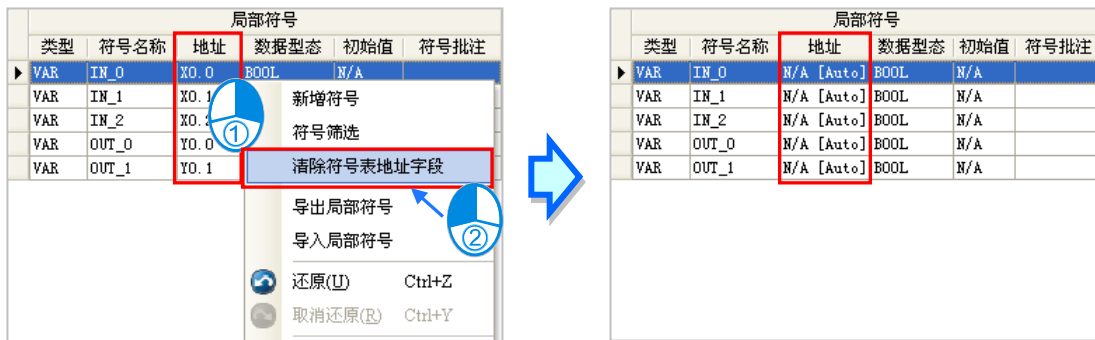 局部符号
类型 符号名称 地址 数据型态 初始值 符号批注
VAR IN_0 X0.0 BOOL N/A
VAR IN_1 X0.1
VAR IN_2 X0.2
VAR OUT_0 Y0.0
VAR OUT_1 Y0.1
①
新增符号
符号筛选
清除符号表地址字段
导出局部符号
导入局部符号
②
还原(U) Ctrl+Z
取消还原(R) Ctrl+Y
局部符号
类型 符号名称 地址 数据型态 初始值 符号批注
VAR IN_0 N/A [Auto] BOOL N/A
VAR IN_1 N/A [Auto] BOOL N/A
VAR IN_2 N/A [Auto] BOOL N/A
VAR OUT_0 N/A [Auto] BOOL N/A
VAR OUT_1 N/A [Auto] BOOL N/A